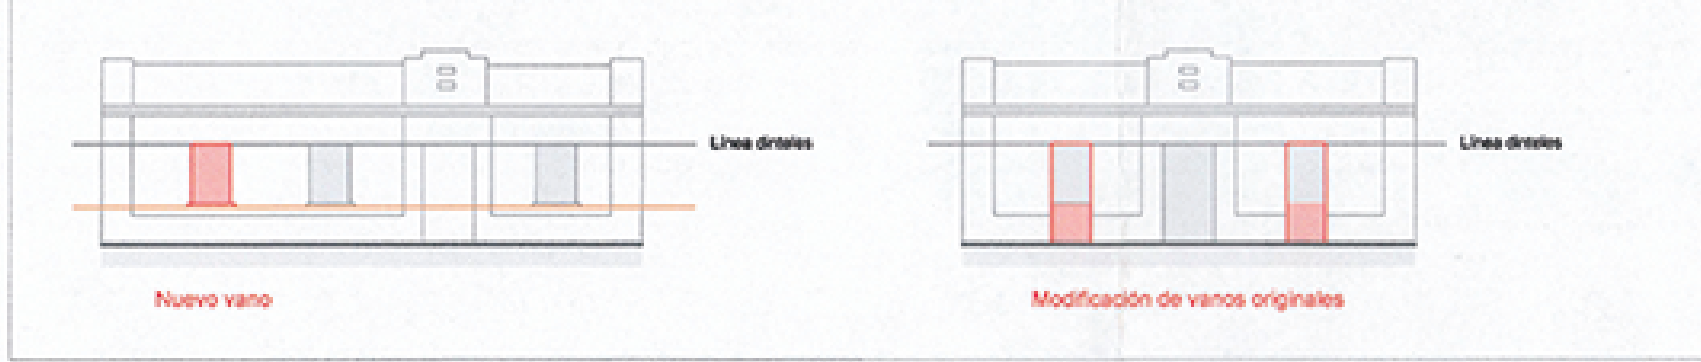 Línea dinteles
Línea dinteles
Nuevo vano
Modificación de vanos originales